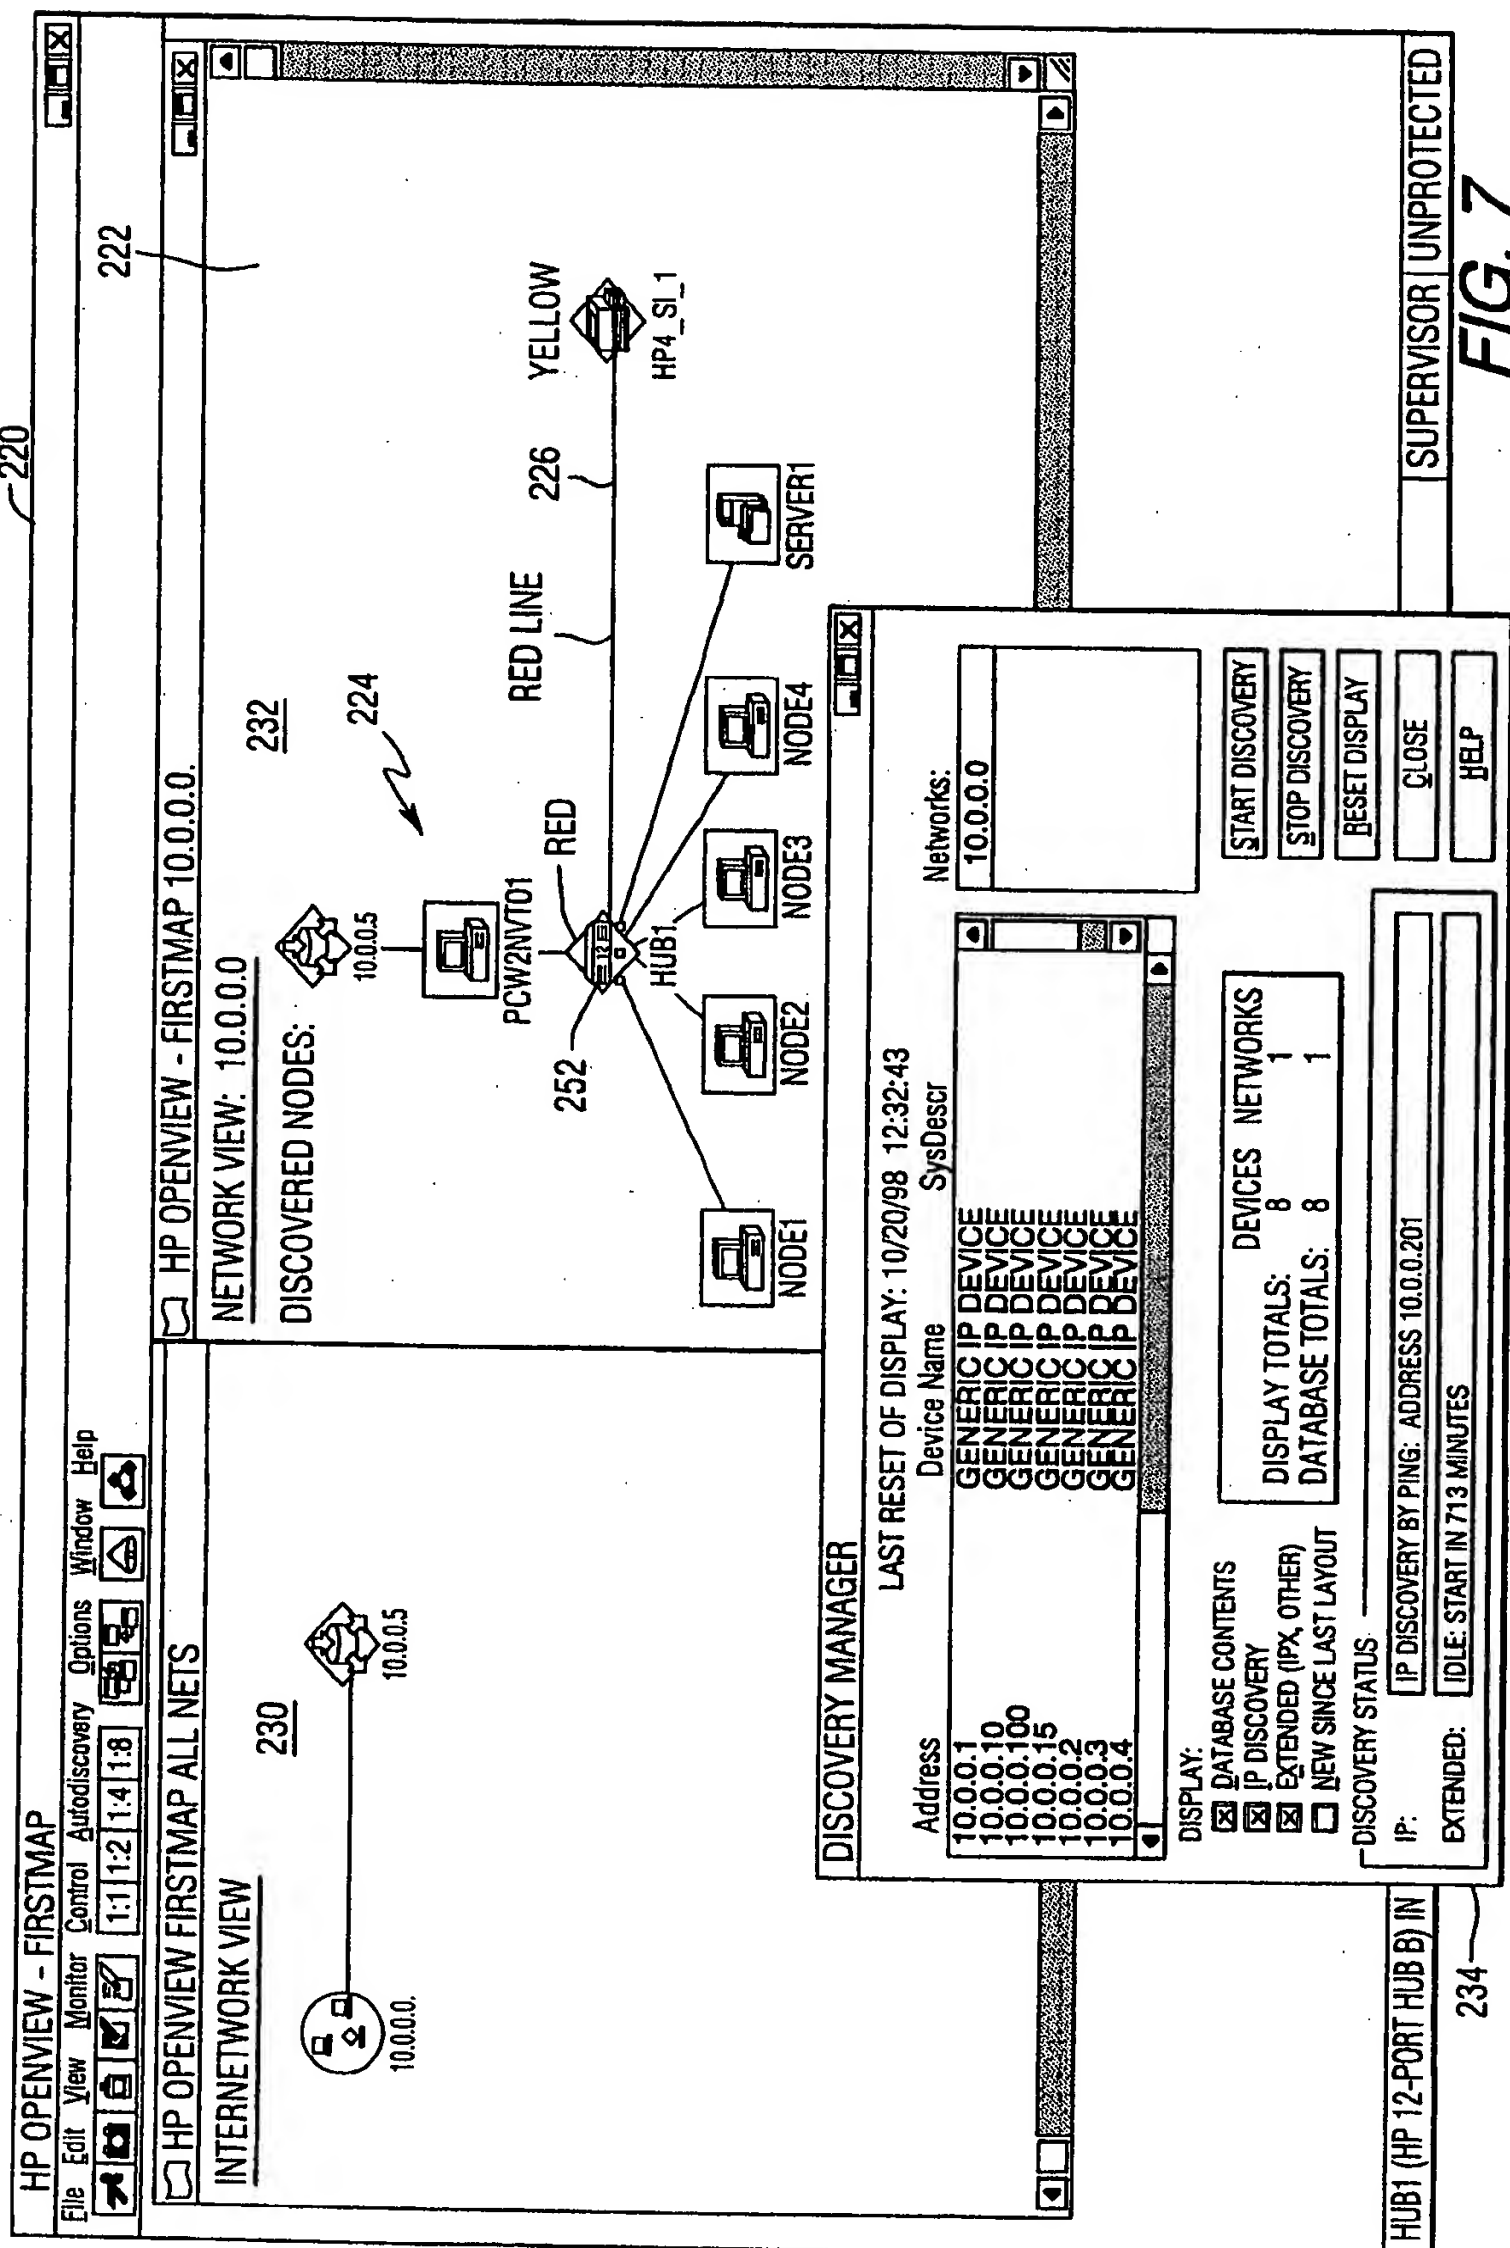 220
HP OPENVIEW - FIRSTMAP
File Edit View Monitor Control Autodiscovery Options Window Help
1:1 1:2 1:4 1:8
222
HP OPENVIEW FIRSTMAP ALL NETS
INTERNETWORK VIEW
230
10.0.0.0.
10.0.0.5
HP OPENVIEW - FIRSTMAP 10.0.0.0.
NETWORK VIEW: 10.0.0.0
232
DISCOVERED NODES:
10.0.0.5
224
PCW2NVT01
RED LINE
226
YELLOW
252
RED
HP4_SI_1
HUB1
NODE1
NODE2
NODE3
NODE4
SERVER1
DISCOVERY MANAGER
LAST RESET OF DISPLAY: 10/20/98 12:32:43
Address Device Name SysDescr
10.0.0.1 GENERIC IP DEVICE
10.0.0.10 GENERIC IP DEVICE
10.0.0.100 GENERIC IP DEVICE
10.0.0.15 GENERIC IP DEVICE
10.0.0.2 GENERIC IP DEVICE
10.0.0.3 GENERIC IP DEVICE
10.0.0.4 GENERIC IP DEVICE
Networks:
10.0.0.0
DISPLAY:
DATABASE CONTENTS
IP DISCOVERY
EXTENDED (IPX, OTHER)
NEW SINCE LAST LAYOUT
DEVICES NETWORKS
DISPLAY TOTALS: 8 1
DATABASE TOTALS: 8 1
START DISCOVERY
STOP DISCOVERY
RESET DISPLAY
CLOSE
HELP
DISCOVERY STATUS
IP: IP DISCOVERY BY PING: ADDRESS 10.0.0.201
EXTENDED: IDLE: START IN 713 MINUTES
HUB1 (HP 12-PORT HUB B) IN
234
SUPERVISOR UNPROTECTED
FIG. 7